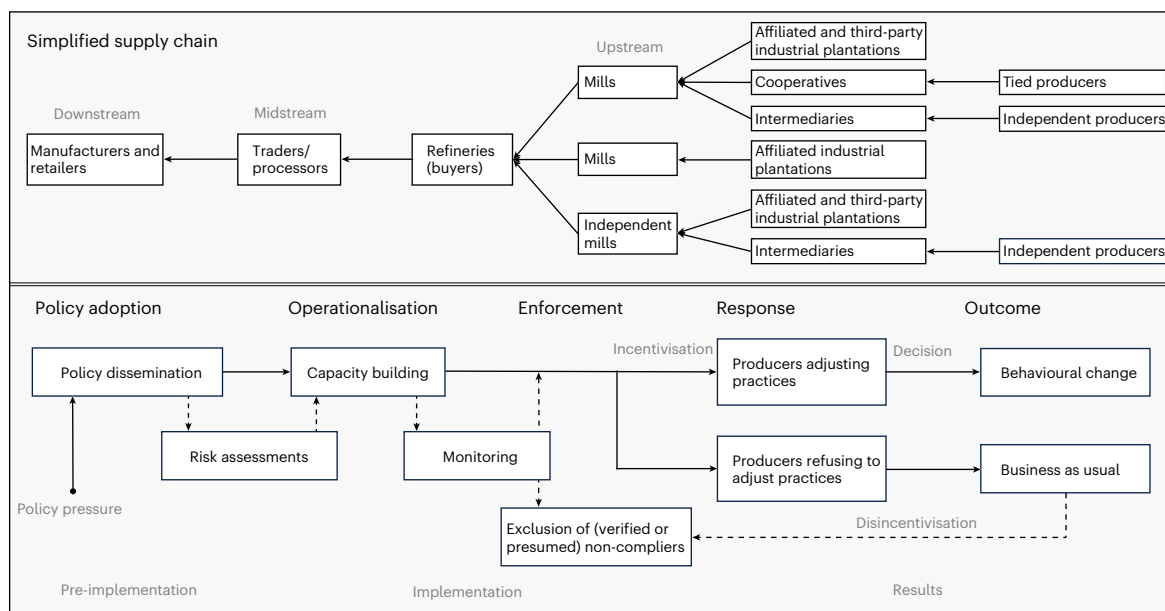 Simplified supply chain
Upstream
Affiliated and third-party
industrial plantations
Mills
Cooperatives
Tied producers
Downstream
Midstream
Intermediaries
Independent producers
Manufacturers and
retailers
Traders/
processors
Refineries
(buyers)
Mills
Affiliated industrial
plantations
Affiliated and third-party
industrial plantations
Independent
mills
Intermediaries
Independent producers
Policy adoption
Operationalisation
Enforcement
Response
Outcome
Incentivisation
Decision
Policy dissemination
Capacity building
Producers adjusting
practices
Behavioural change
Risk assessments
Monitoring
Producers refusing to
adjust practices
Business as usual
Policy pressure
Exclusion of (verified or
presumed) non-compliers
Disincentivisation
Pre-implementation
Implementation
Results